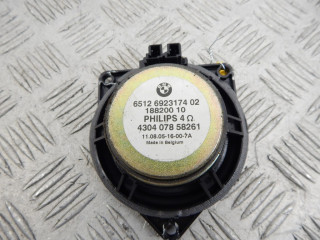 BMW
6512 6923174 02
188200 10
PHILIPS 4 Ω
4304 078 58261
11.08.05-16-00-7A
Made in Belgium